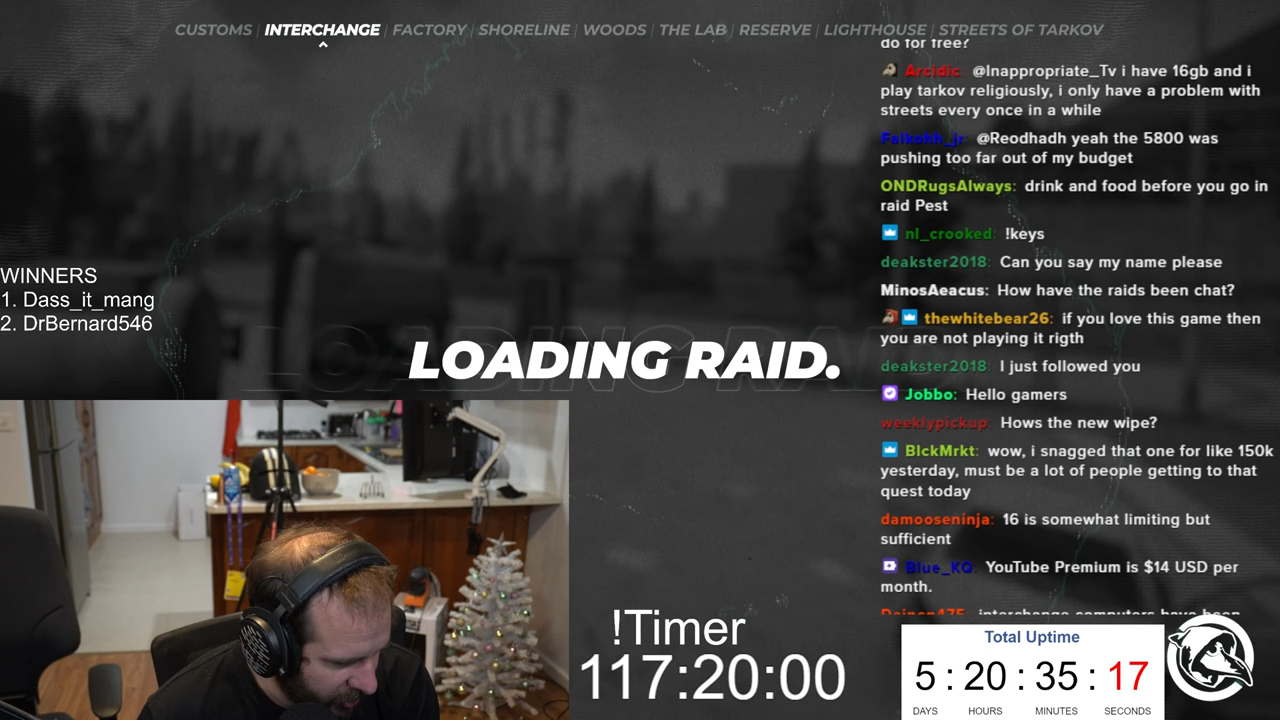 CUSTOMS / INTERCHANGE / FACTORY / SHORELINE / WOODS / THE LAB / RESERVE / LIGHTHOUSE / STREETS OF TARKOV
do for free?
Arcidic: @Inappropriate_Tv i have 16gb and i
play tarkov religiously, i only have a problem with
streets every once in a while
Falkohh_jr: @Reodhadh yeah the 5800 was
pushing too far out of my budget
ONDRugsAlways: drink and food before you go in
raid Pest
nl_crooked: !keys
deakster2018: Can you say my name please
MinosAeacus: How have the raids been chat?
thewhitebear26: if you love this game then
you are not playing it rigth
deakster2018: I just followed you
Jobbo: Hello gamers
weeklypickup: Hows the new wipe?
BlckMrkt: wow, i snagged that one for like 150k
yesterday, must be a lot of people getting to that
quest today
damooseninja: 16 is somewhat limiting but
sufficient
Blue_KQ: YouTube Premium is $14 USD per
month.
interchange computers have been
WINNERS
1. Dass_it_mang
2. DrBernard546
LOADING RAID.
!Timer
117:20:00
Total Uptime
5 : 20 : 35 : 17
DAYS HOURS MINUTES SECONDS